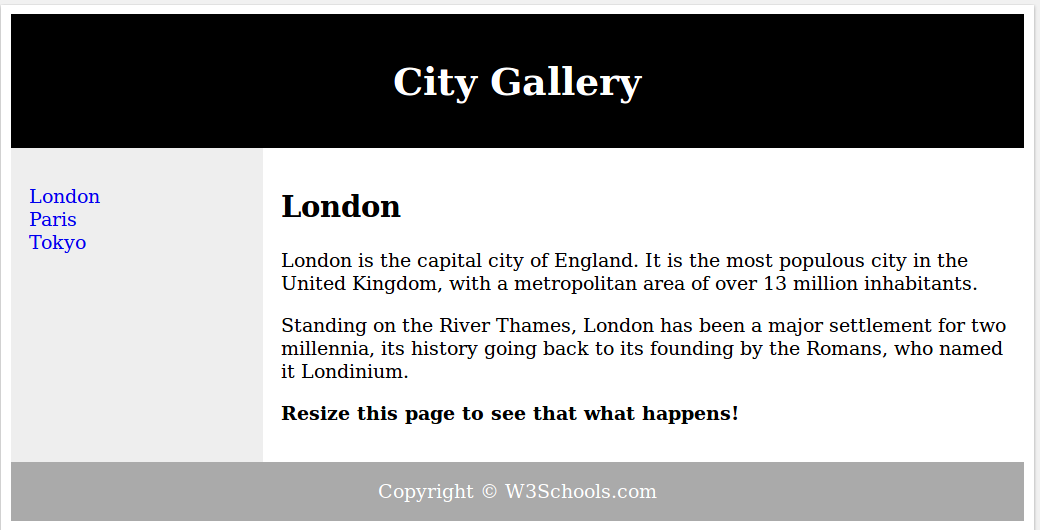 City Gallery
London
Paris
Tokyo
London
London is the capital city of England. It is the most populous city in the
United Kingdom, with a metropolitan area of over 13 million inhabitants.
Standing on the River Thames, London has been a major settlement for two
millennia, its history going back to its founding by the Romans, who named
it Londinium.
Resize this page to see that what happens!
Copyright © W3Schools.com